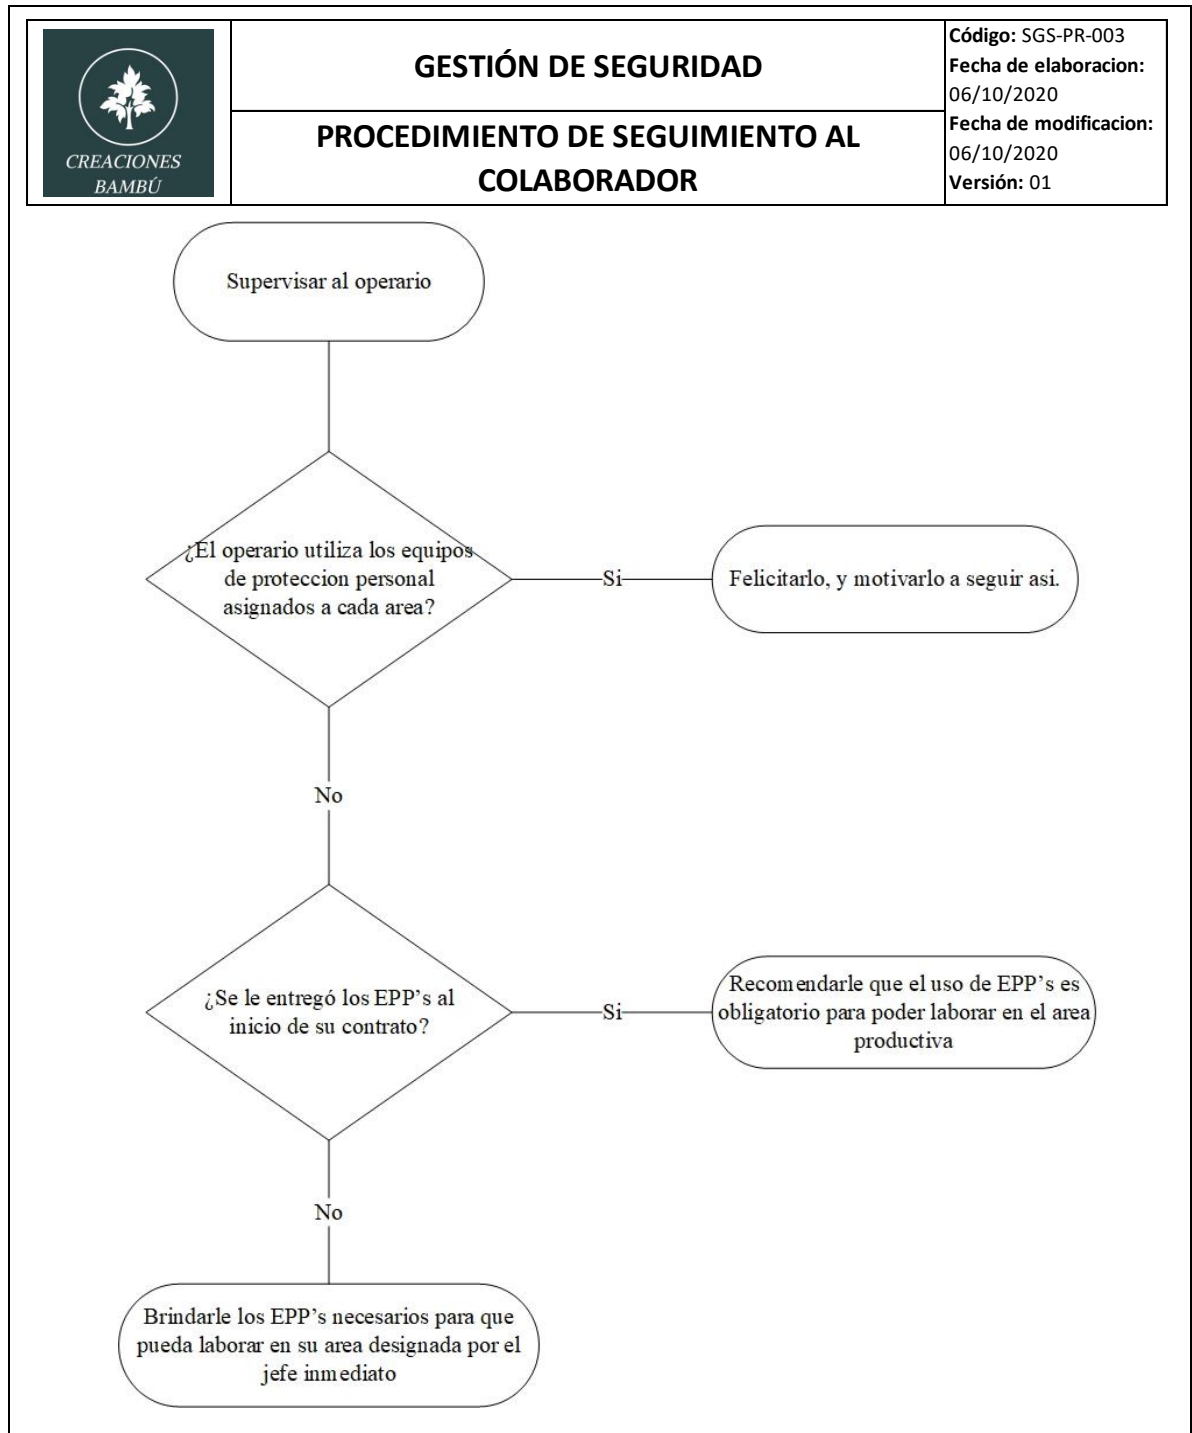 CREACIONES
BAMBÚ
GESTIÓN DE SEGURIDAD
PROCEDIMIENTO DE SEGUIMIENTO AL
COLABORADOR
Código: SGS-PR-003
Fecha de elaboracion:
06/10/2020
Fecha de modificacion:
06/10/2020
Versión: 01
Supervisar al operario
¿El operario utiliza los equipos
de proteccion personal
asignados a cada area?
Si
Felicitarlo, y motivarlo a seguir asi.
No
¿Se le entregó los EPP's al
inicio de su contrato?
Si
Recomendarle que el uso de EPP's es
obligatorio para poder laborar en el area
productiva
No
Brindarle los EPP's necesarios para que
pueda laborar en su area designada por el
jefe inmediato